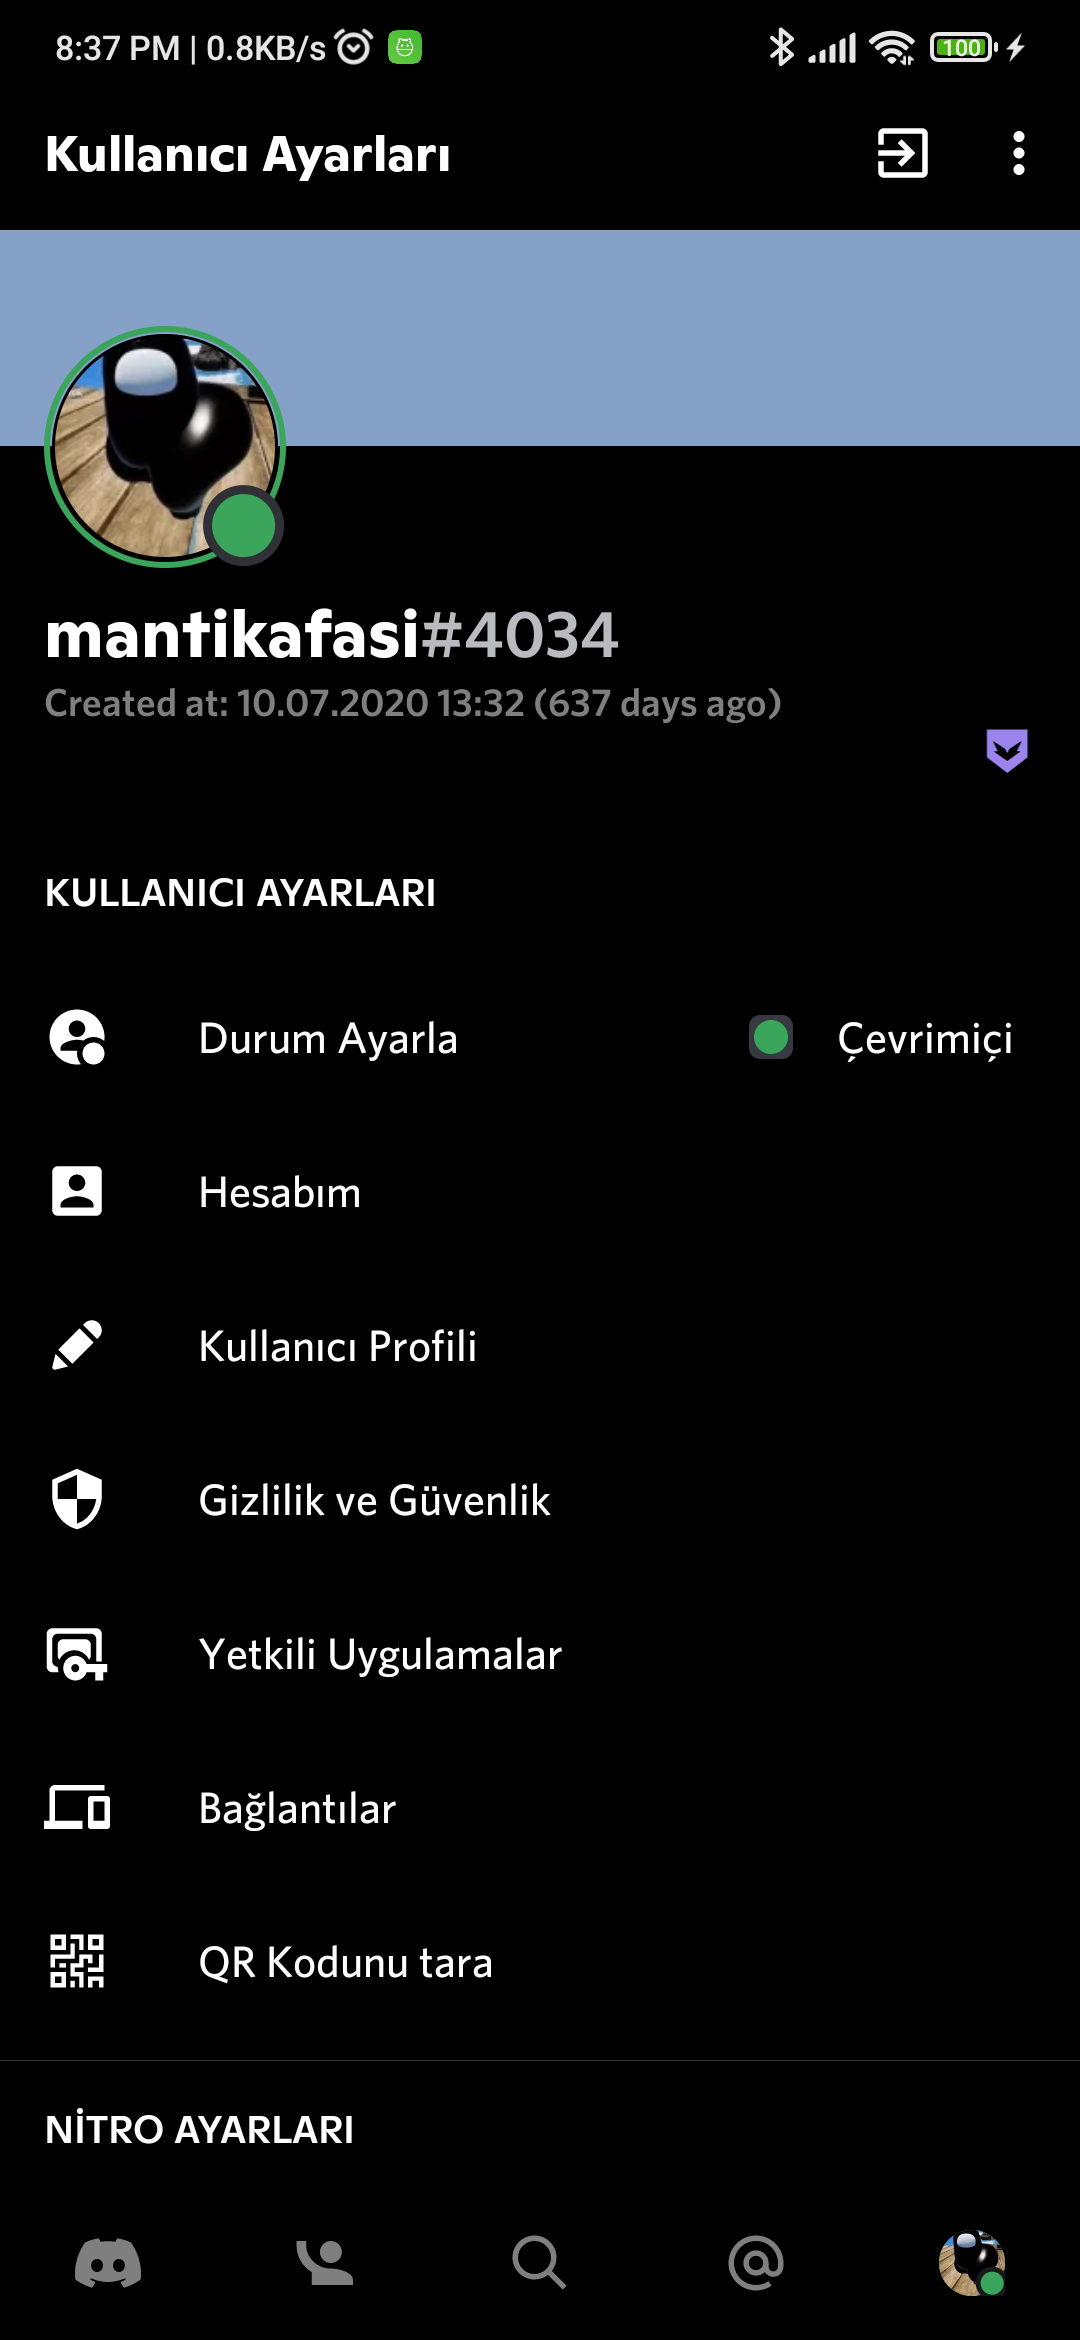 8:37 PM | 0.8KB/s
100
Kullanıcı Ayarları
mantikafasi#4034
Created at: 10.07.2020 13:32 (637 days ago)
KULLANICI AYARLARI
Durum Ayarla Çevrimiçi
Hesabım
Kullanıcı Profili
Gizlilik ve Güvenlik
Yetkili Uygulamalar
Bağlantılar
QR Kodunu tara
NİTRO AYARLARI